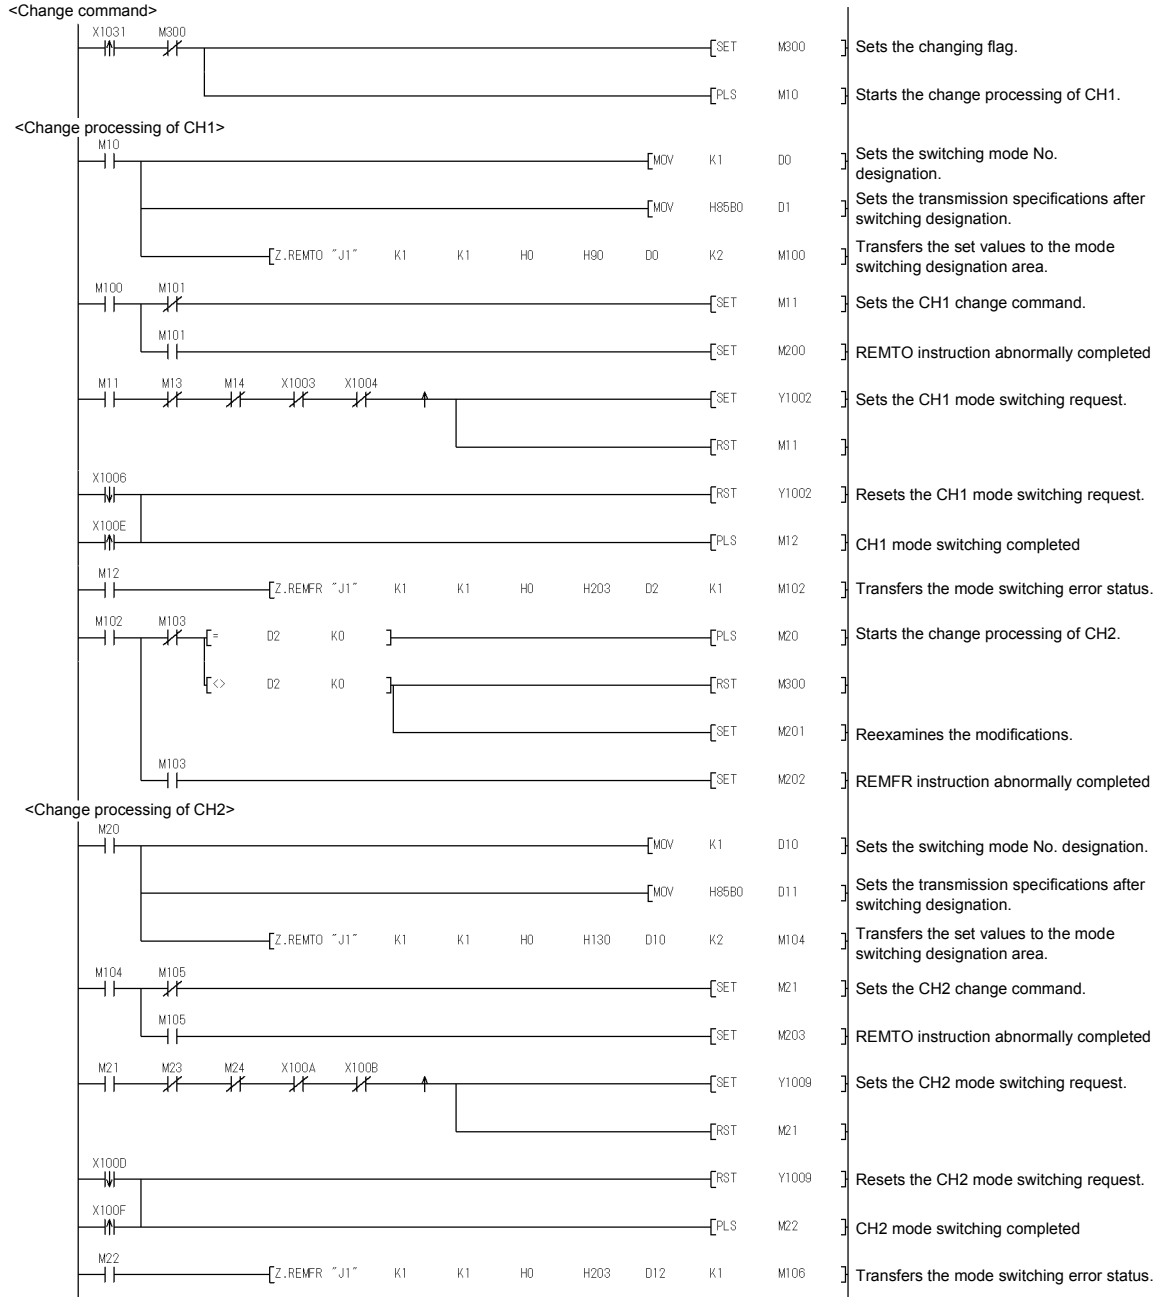 <Change command>
X1031 M300
SET M300 Sets the changing flag.
PLS M10 Starts the change processing of CH1.
<Change processing of CH1>
M10
MOV K1 D0 Sets the switching mode No.
designation.
MOV H85B0 D1 Sets the transmission specifications after
switching designation.
Z.REMTO "J1" K1 K1 H0 H90 D0 K2 M100 Transfers the set values to the mode
switching designation area.
M100 M101
SET M11 Sets the CH1 change command.
M101
SET M200 REMTO instruction abnormally completed
M11 M13 M14 X1003 X1004
SET Y1002 Sets the CH1 mode switching request.
RST M11
X1006
RST Y1002 Resets the CH1 mode switching request.
X100E
PLS M12 CH1 mode switching completed
M12
Z.REMFR "J1" K1 K1 H0 H203 D2 K1 M102 Transfers the mode switching error status.
M102 M103
= D2 K0 PLS M20 Starts the change processing of CH2.
<> D2 K0 RST M300
SET M201 Reexamines the modifications.
M103
SET M202 REMFR instruction abnormally completed
<Change processing of CH2>
M20
MOV K1 D10 Sets the switching mode No. designation.
MOV H85B0 D11 Sets the transmission specifications after
switching designation.
Z.REMTO "J1" K1 K1 H0 H130 D10 K2 M104 Transfers the set values to the mode
switching designation area.
M104 M105
SET M21 Sets the CH2 change command.
M105
SET M203 REMTO instruction abnormally completed
M21 M23 M24 X100A X100B
SET Y1009 Sets the CH2 mode switching request.
RST M21
X100D
RST Y1009 Resets the CH2 mode switching request.
X100F
PLS M22 CH2 mode switching completed
M22
Z.REMFR "J1" K1 K1 H0 H203 D12 K1 M106 Transfers the mode switching error status.